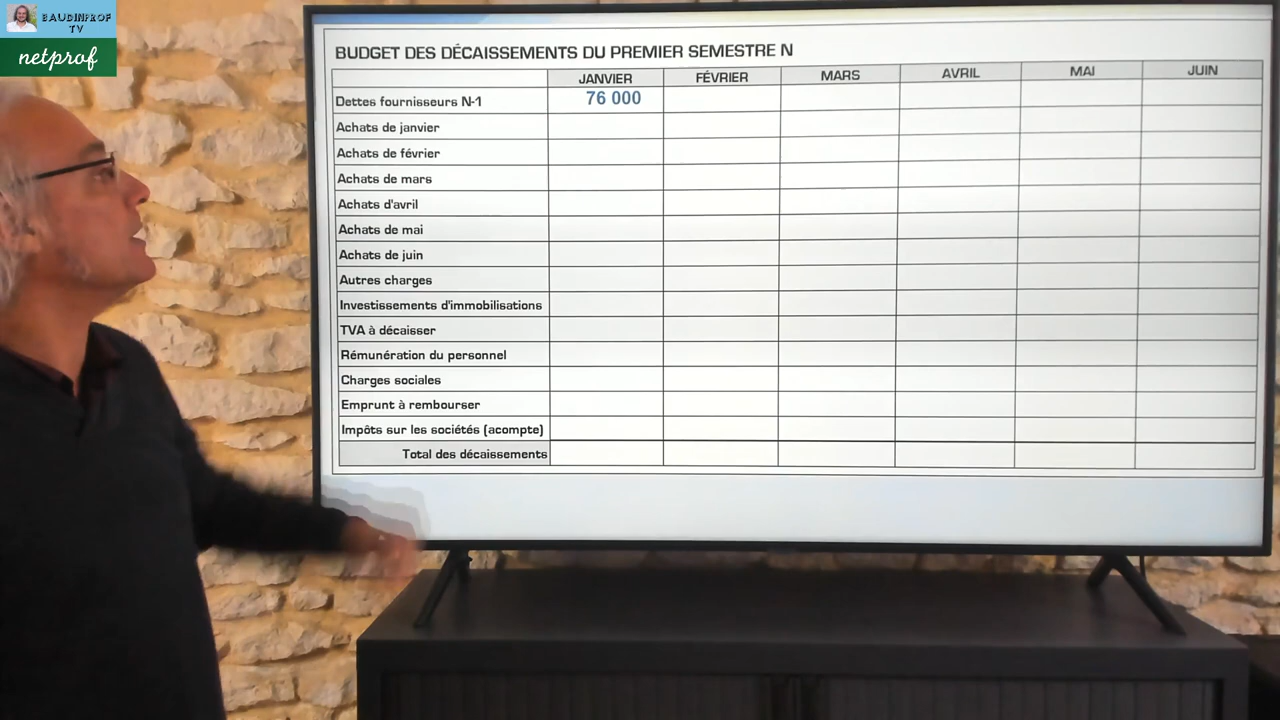 BAUDINPROF
TV
netprof
BUDGET DES DÉCAISSEMENTS DU PREMIER SEMESTRE N
JANVIER FÉVRIER MARS AVRIL MAI JUIN
Dettes fournisseurs N-1 76 000
Achats de janvier
Achats de février
Achats de mars
Achats d'avril
Achats de mai
Achats de juin
Autres charges
Investissements d'immobilisations
TVA à décaisser
Rémunération du personnel
Charges sociales
Emprunt à rembourser
Impôts sur les sociétés (acompte)
Total des décaissements